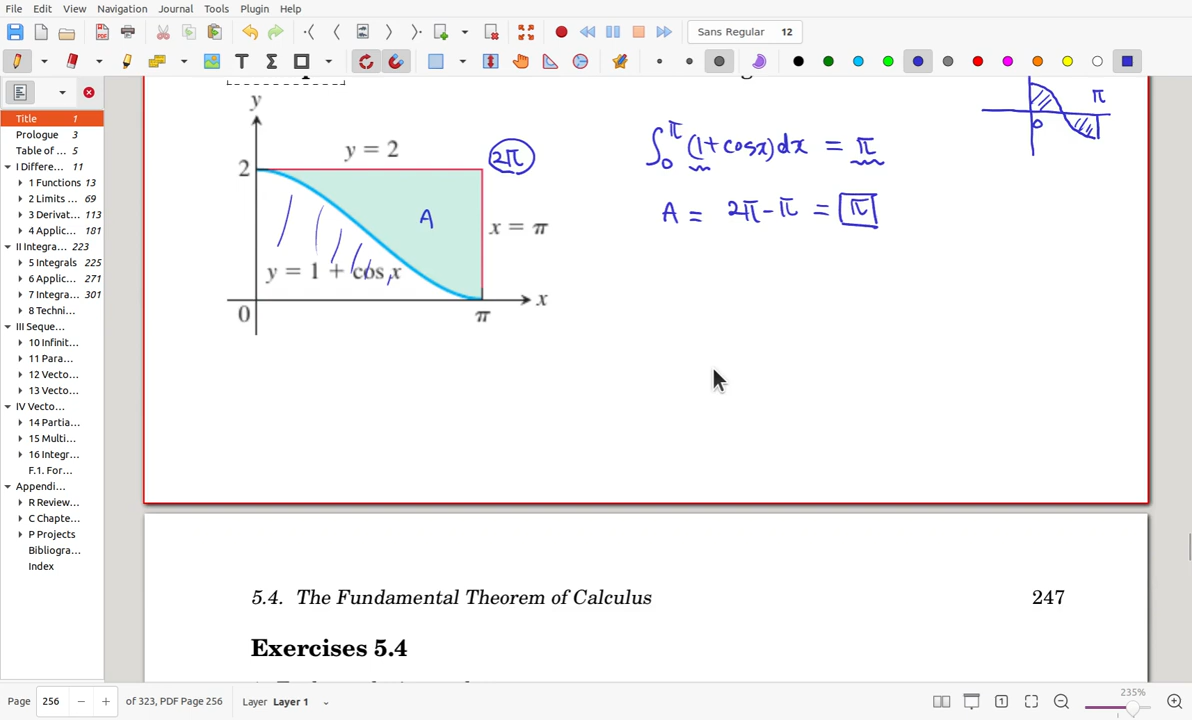 File Edit View Navigation Journal Tools Plugin Help
Sans Regular 12
Title 1
Prologue 3
Table of ... 5
I Differe... 11
1 Functions 13
2 Limits ... 69
3 Derivat... 113
4 Applic... 181
II Integra... 223
5 Integrals 225
6 Applic... 271
7 Integra... 301
8 Techni...
III Seque...
10 Infinit...
11 Para...
12 Vecto...
13 Vecto...
IV Vecto...
14 Partia...
15 Multi...
16 Integr...
F.1. For...
Appendi...
R Review...
C Chapte...
P Projects
Bibliogra...
Index
y
y = 2
2
2π
A
x = π
y = 1 + cos x
0
π
x
∫₀^π (1+cosx)dx = π
A = 2π-π = π
π
0
5.4. The Fundamental Theorem of Calculus 247
Exercises 5.4
Page 256 − + of 323, PDF Page 256 Layer Layer 1
235%